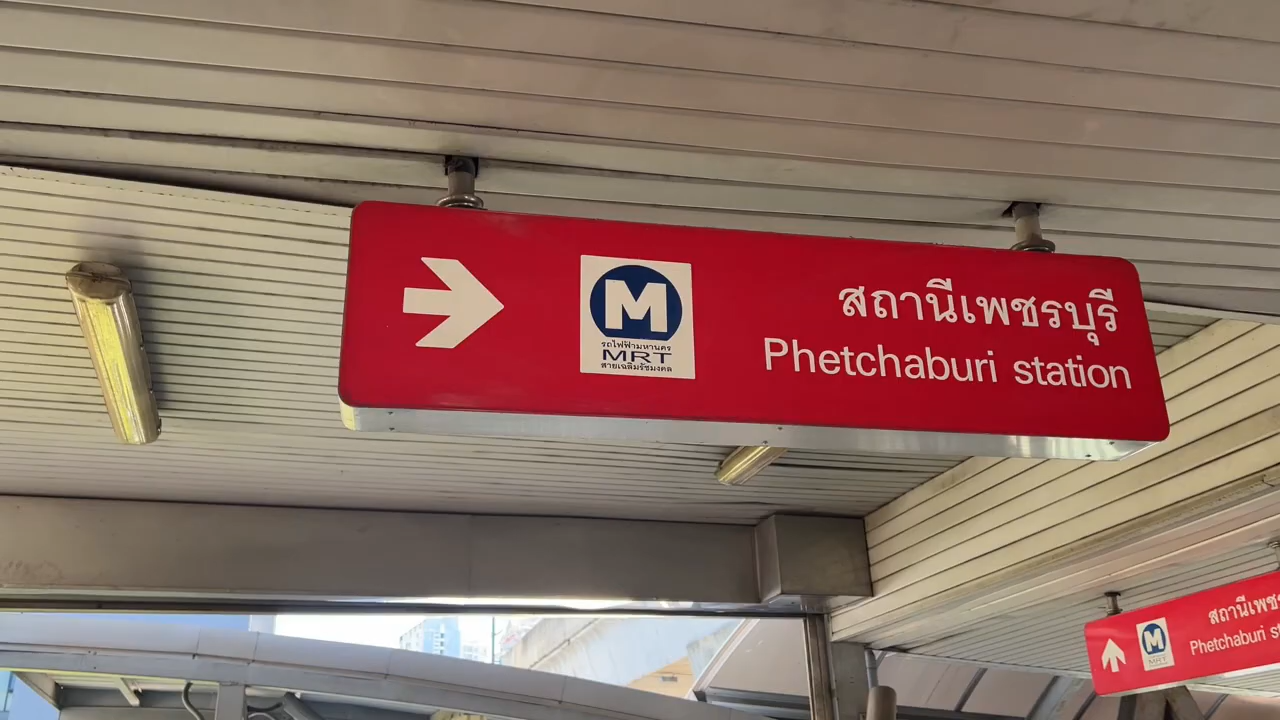 M
รถไฟฟ้ามหานคร
MRT
สายเฉลิมรัชมงคล
สถานีเพชรบุรี
Phetchaburi station
M
MRT
สถานีเพช
Phetchaburi st